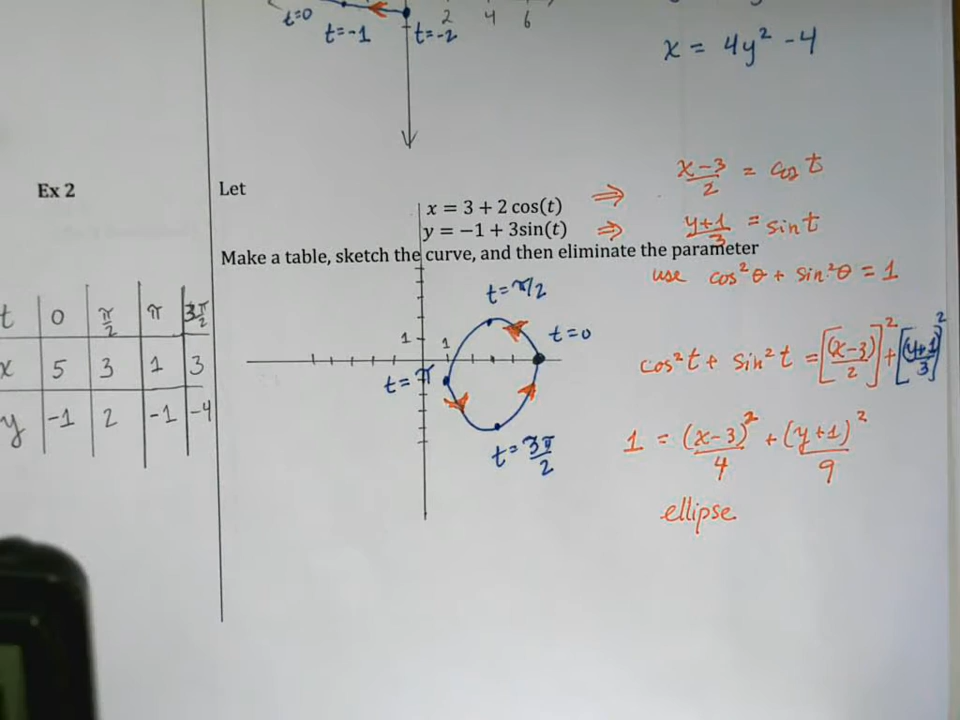 t=0
t=-1
t=-2
2 4 6
x = 4y² - 4
Ex 2
Let
x = 3 + 2 cos(t)
y = −1 + 3sin(t)
⇒ (x-3)/2 = cos t
⇒ (y+1)/3 = sin t
Make a table, sketch the curve, and then eliminate the parameter
use cos²θ + sin²θ = 1
t | 0 | π/2 | π | 3π/2
x | 5 | 3 | 1 | 3
y | -1 | 2 | -1 | -4
t=π/2
t=0
1 1
t=π
t=3π/2
cos²t + sin²t = [(x-3)/2]² + [(y+1)/3]²
1 = (x-3)²/4 + (y+1)²/9
ellipse